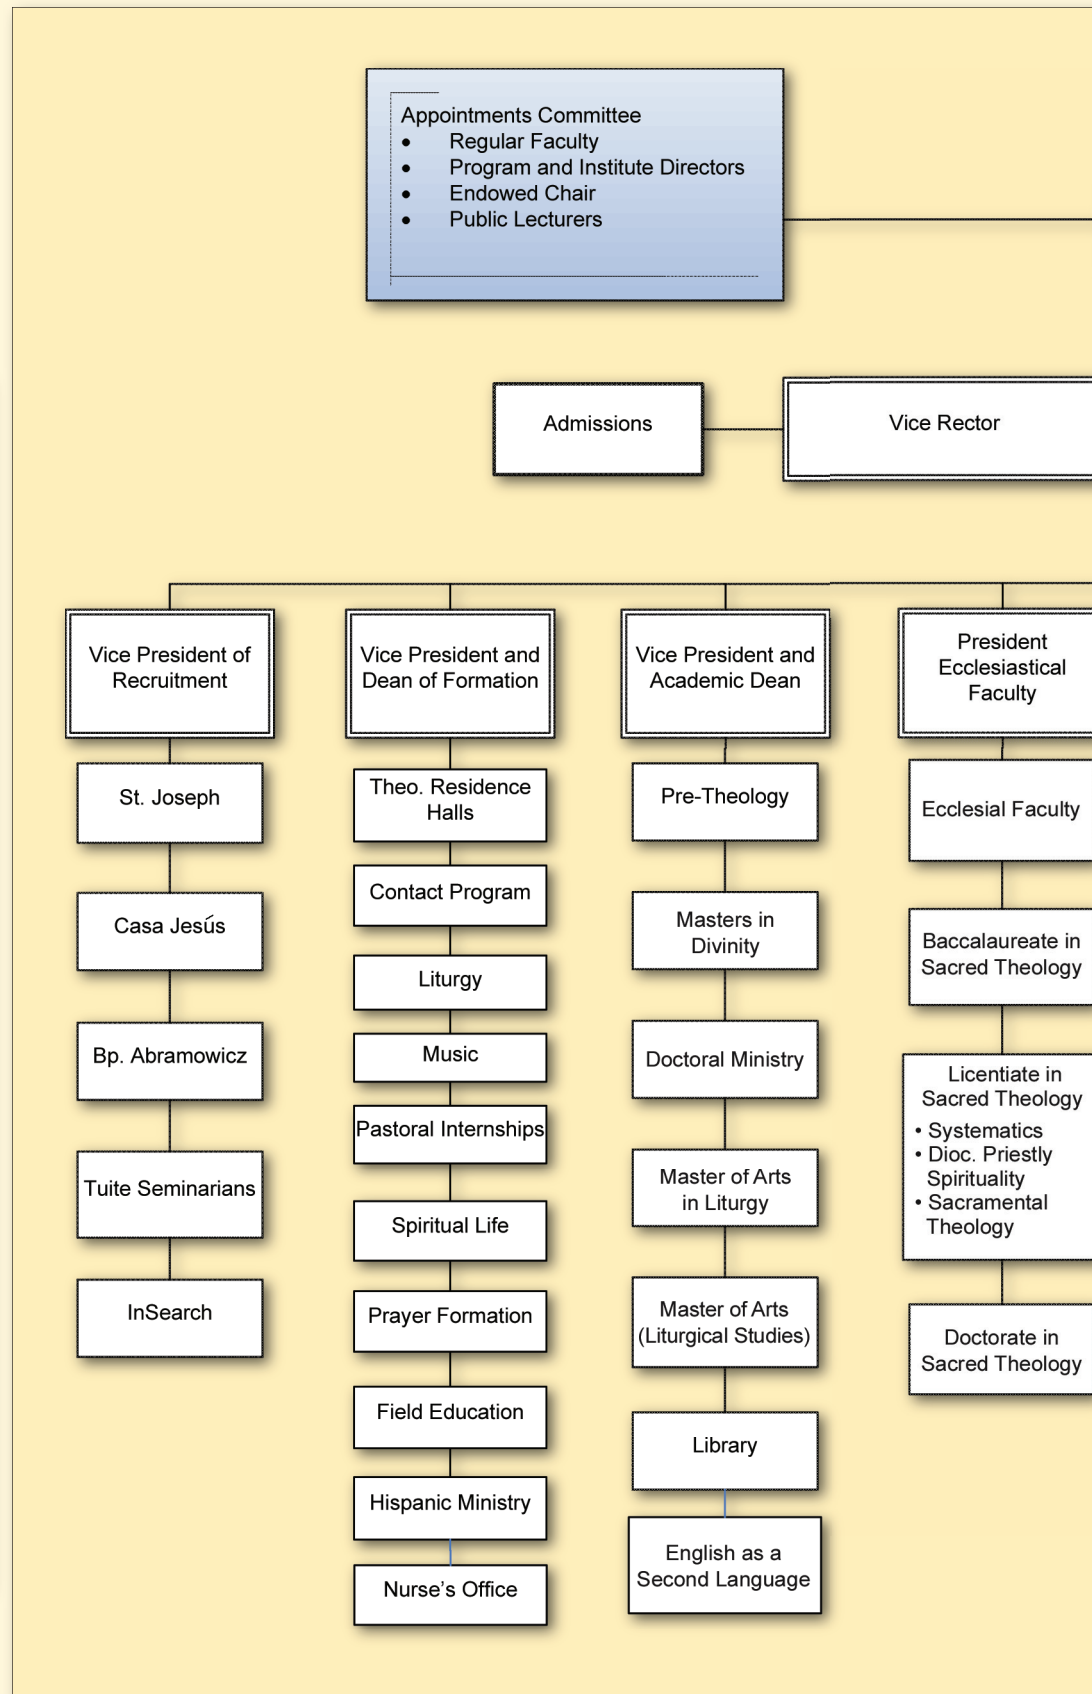 Appointments Committee
• Regular Faculty
• Program and Institute Directors
• Endowed Chair
• Public Lecturers
Admissions
Vice Rector
Vice President of
Recruitment
St. Joseph
Casa Jesús
Bp. Abramowicz
Tuite Seminarians
InSearch
Vice President and
Dean of Formation
Theo. Residence
Halls
Contact Program
Liturgy
Music
Pastoral Internships
Spiritual Life
Prayer Formation
Field Education
Hispanic Ministry
Nurse’s Office
Vice President and
Academic Dean
Pre-Theology
Masters in
Divinity
Doctoral Ministry
Master of Arts
in Liturgy
Master of Arts
(Liturgical Studies)
Library
English as a
Second Language
President
Ecclesiastical
Faculty
Ecclesial Faculty
Baccalaureate in
Sacred Theology
Licentiate in
Sacred Theology
• Systematics
• Dioc. Priestly
Spirituality
• Sacramental
Theology
Doctorate in
Sacred Theology